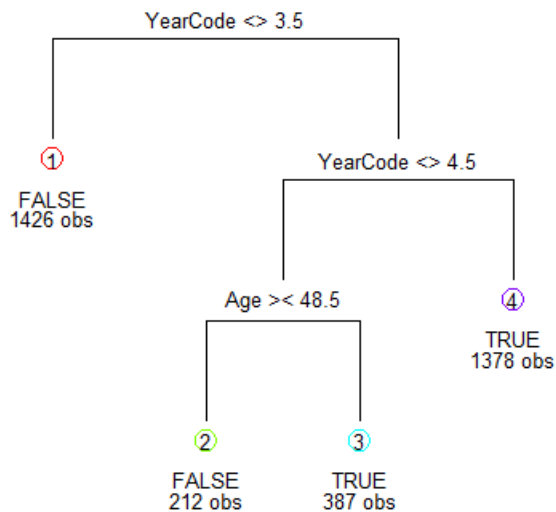 YearCode <> 3.5
1
FALSE
1426 obs
YearCode <> 4.5
Age >< 48.5
4
TRUE
1378 obs
2
FALSE
212 obs
3
TRUE
387 obs